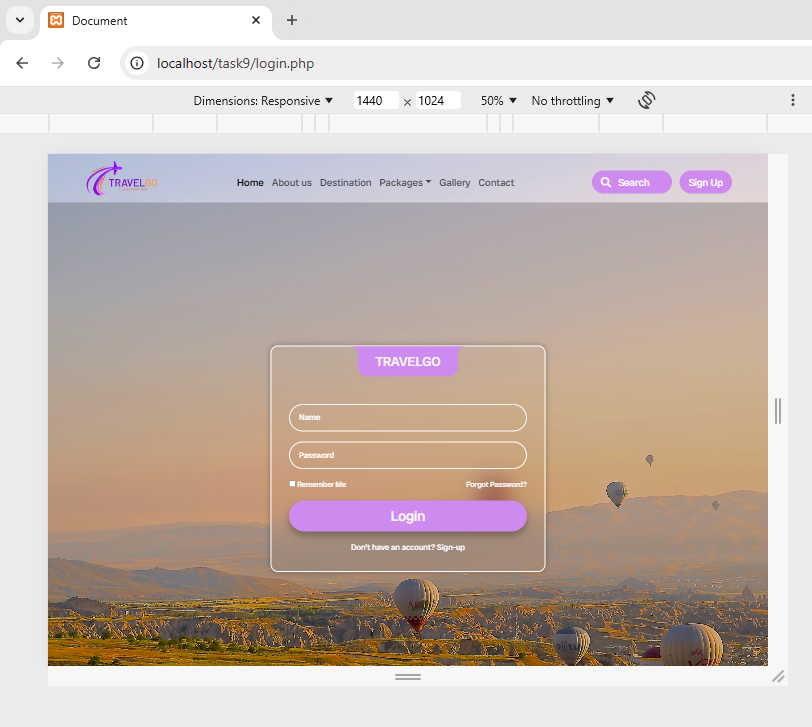 Document
localhost/task9/login.php
Dimensions: Responsive 1440 × 1024 50% No throttling
TRAVELGO
Home About us Destination Packages Gallery Contact
Search Sign Up
TRAVELGO
Name
Password
Remember Me Forgot Password?
Login
Don't have an account? Sign-up